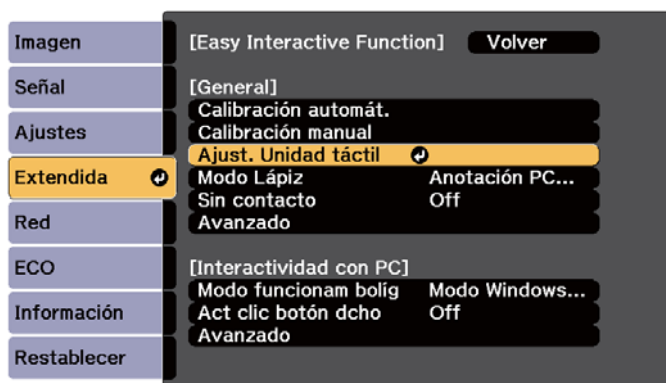 Imagen
Señal
Ajustes
Extendida
Red
ECO
Información
Restablecer
[Easy Interactive Function] Volver
[General]
Calibración automát.
Calibración manual
Ajust. Unidad táctil
Modo Lápiz Anotación PC...
Sin contacto Off
Avanzado
[Interactividad con PC]
Modo funcionam bolíg Modo Windows...
Act clic botón dcho Off
Avanzado